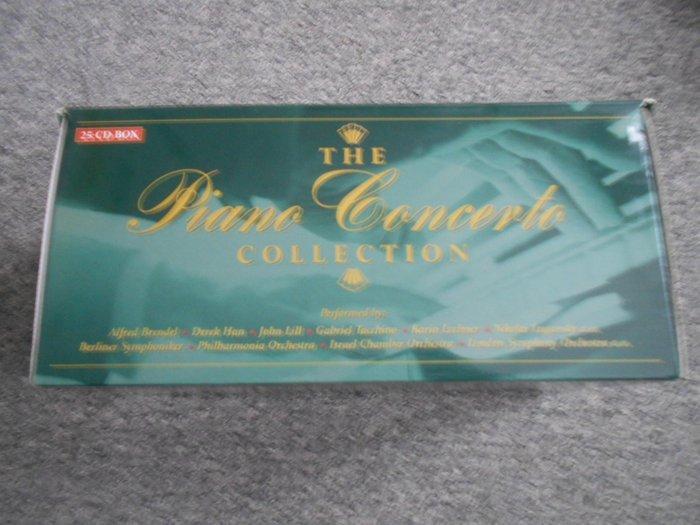 25 CD BOX
THE
Piano Concerto
COLLECTION
Performed by:
Alfred Brendel • Derek Han • John Lill • Gabriel Tacchino • Karin Lechner • Nikolai Lugansky a.o.
Berliner Symphoniker • Philharmonia Orchestra • Israel Chamber Orchestra • London Symphony Orchestra a.o.